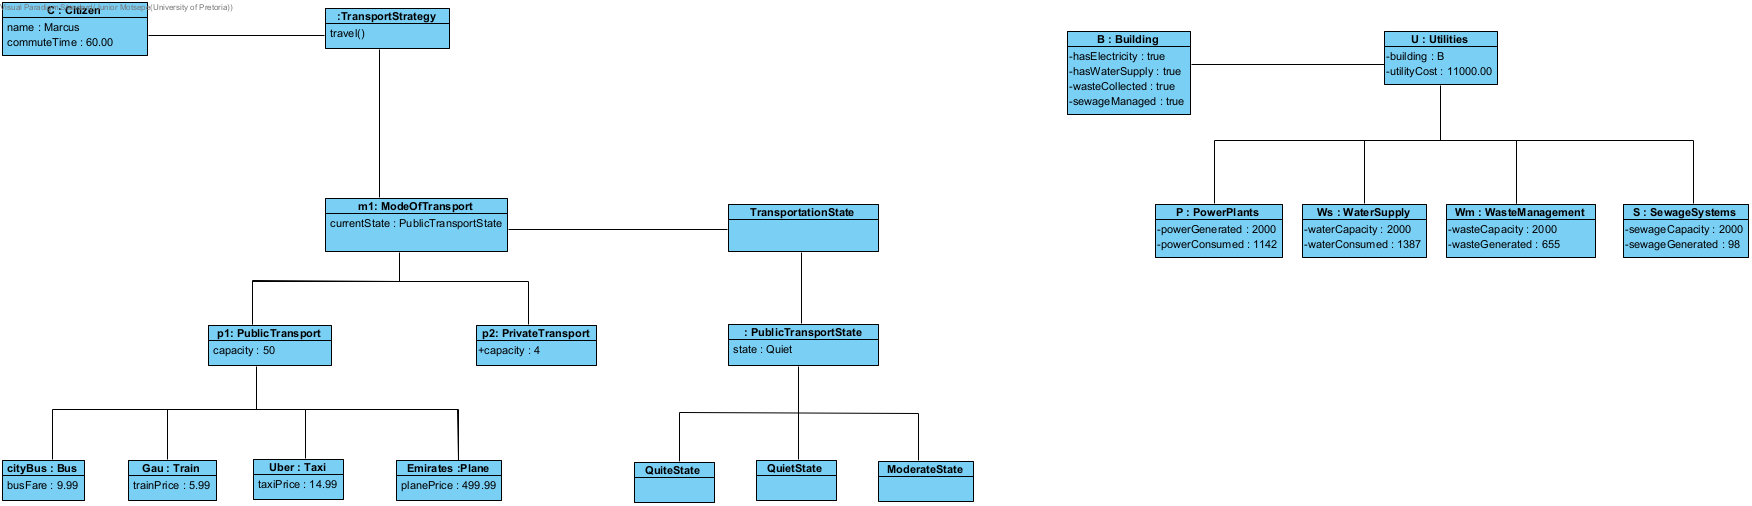 Visual Paradigm Standard(Junior Motsepe(University of Pretoria))
C : Citizen
name : Marcus
commuteTime : 60.00
:TransportStrategy
travel()
B : Building
-hasElectricity : true
-hasWaterSupply : true
-wasteCollected : true
-sewageManaged : true
U : Utilities
-building : B
-utilityCost : 11000.00
m1: ModeOfTransport
currentState : PublicTransportState
TransportationState
P : PowerPlants
-powerGenerated : 2000
-powerConsumed : 1142
Ws : WaterSupply
-waterCapacity : 2000
-waterConsumed : 1387
Wm : WasteManagement
-wasteCapacity : 2000
-wasteGenerated : 655
S : SewageSystems
-sewageCapacity : 2000
-sewageGenerated : 98
p1: PublicTransport
capacity : 50
p2: PrivateTransport
+capacity : 4
: PublicTransportState
state : Quiet
cityBus : Bus
busFare : 9.99
Gau : Train
trainPrice : 5.99
Uber : Taxi
taxiPrice : 14.99
Emirates :Plane
planePrice : 499.99
QuiteState
QuietState
ModerateState